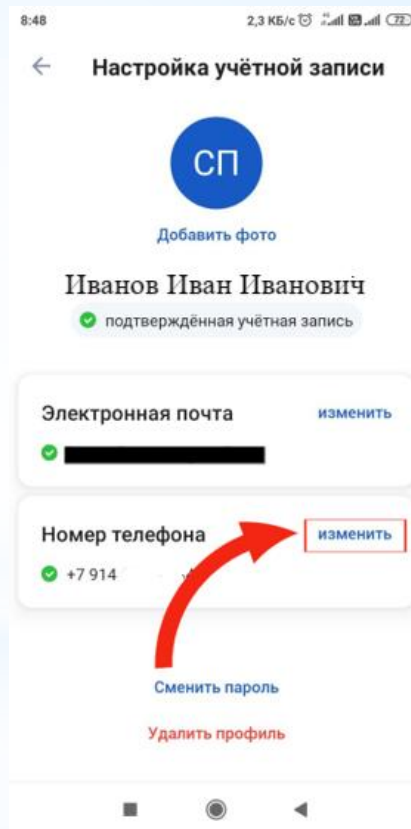 8:48 2,3 КБ/с 72
Настройка учётной записи
СП
Добавить фото
Иванов Иван Иванович
подтверждённая учётная запись
Электронная почта изменить
Номер телефона изменить
+7 914
Сменить пароль
Удалить профиль